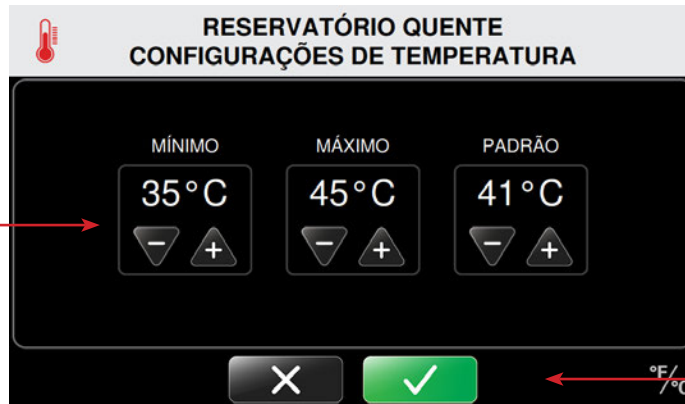 RESERVATÓRIO QUENTE
CONFIGURAÇÕES DE TEMPERATURA
MÍNIMO MÁXIMO PADRÃO
35°C 45°C 41°C
- + - + - +
°F/
/°C